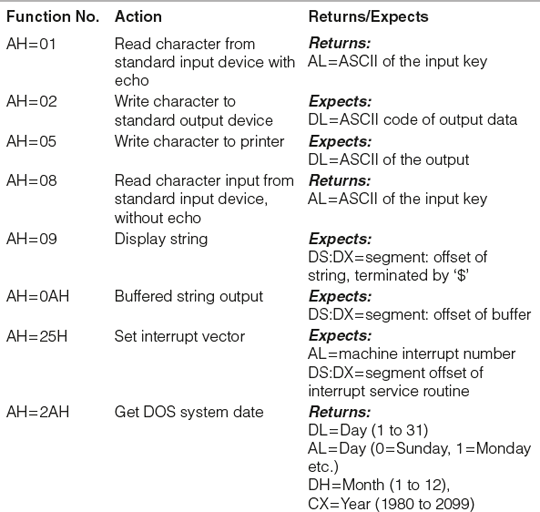 Function No. Action Returns/Expects
AH=01 Read character from Returns:
standard input device with AL=ASCII of the input key
echo
AH=02 Write character to Expects:
standard output device DL=ASCII code of output data
AH=05 Write character to printer Expects:
DL=ASCII of the output
AH=08 Read character input from Returns:
standard input device, AL=ASCII of the input key
without echo
AH=09 Display string Expects:
DS:DX=segment: offset of
string, terminated by ‘$’
AH=0AH Buffered string output Expects:
DS:DX=segment: offset of buffer
AH=25H Set interrupt vector Expects:
AL=machine interrupt number
DS:DX=segment offset of
interrupt service routine
AH=2AH Get DOS system date Returns:
DL=Day (1 to 31)
AL=Day (0=Sunday, 1=Monday
etc.)
DH=Month (1 to 12),
CX=Year (1980 to 2099)